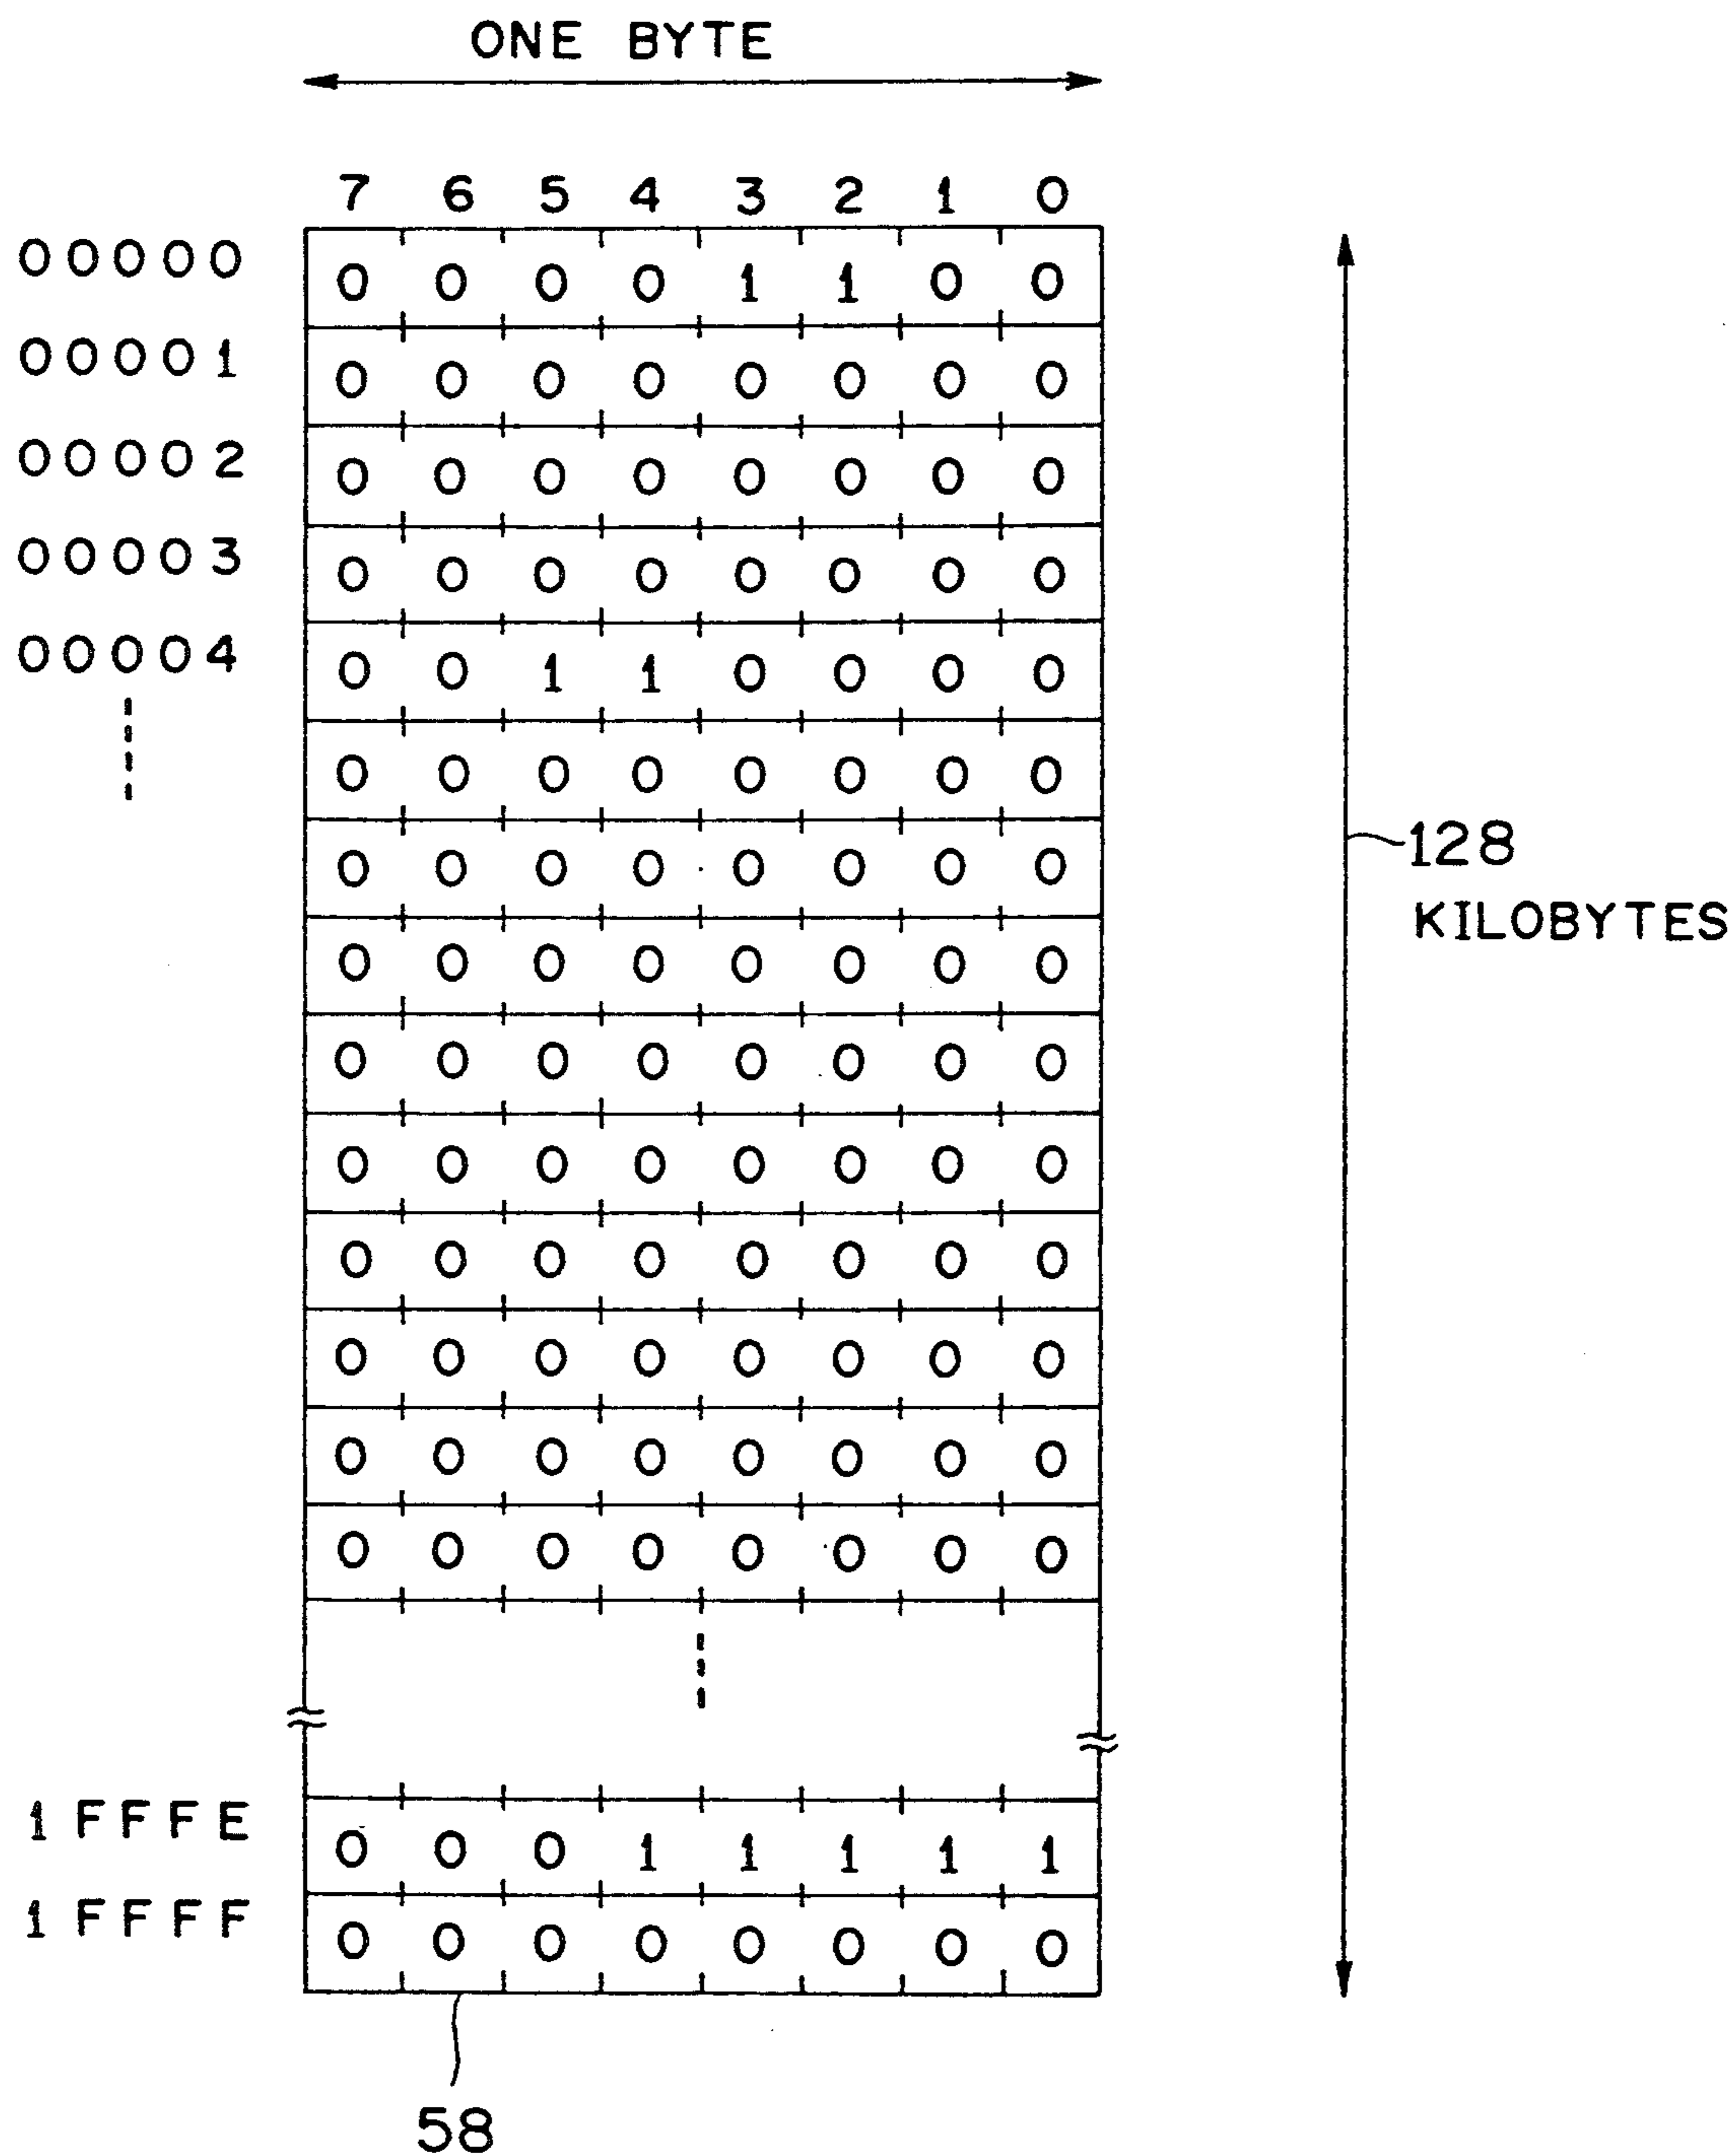 ONE BYTE
7 6 5 4 3 2 1 0
00000 0 0 0 0 1 1 0 0
00001 0 0 0 0 0 0 0 0
00002 0 0 0 0 0 0 0 0
00003 0 0 0 0 0 0 0 0
00004 0 0 1 1 0 0 0 0
0 0 0 0 0 0 0 0
0 0 0 0 0 0 0 0
128
KILOBYTES
0 0 0 0 0 0 0 0
0 0 0 0 0 0 0 0
0 0 0 0 0 0 0 0
0 0 0 0 0 0 0 0
0 0 0 0 0 0 0 0
0 0 0 0 0 0 0 0
0 0 0 0 0 0 0 0
1FFFE 0 0 0 1 1 1 1 1
1FFFF 0 0 0 0 0 0 0 0
58